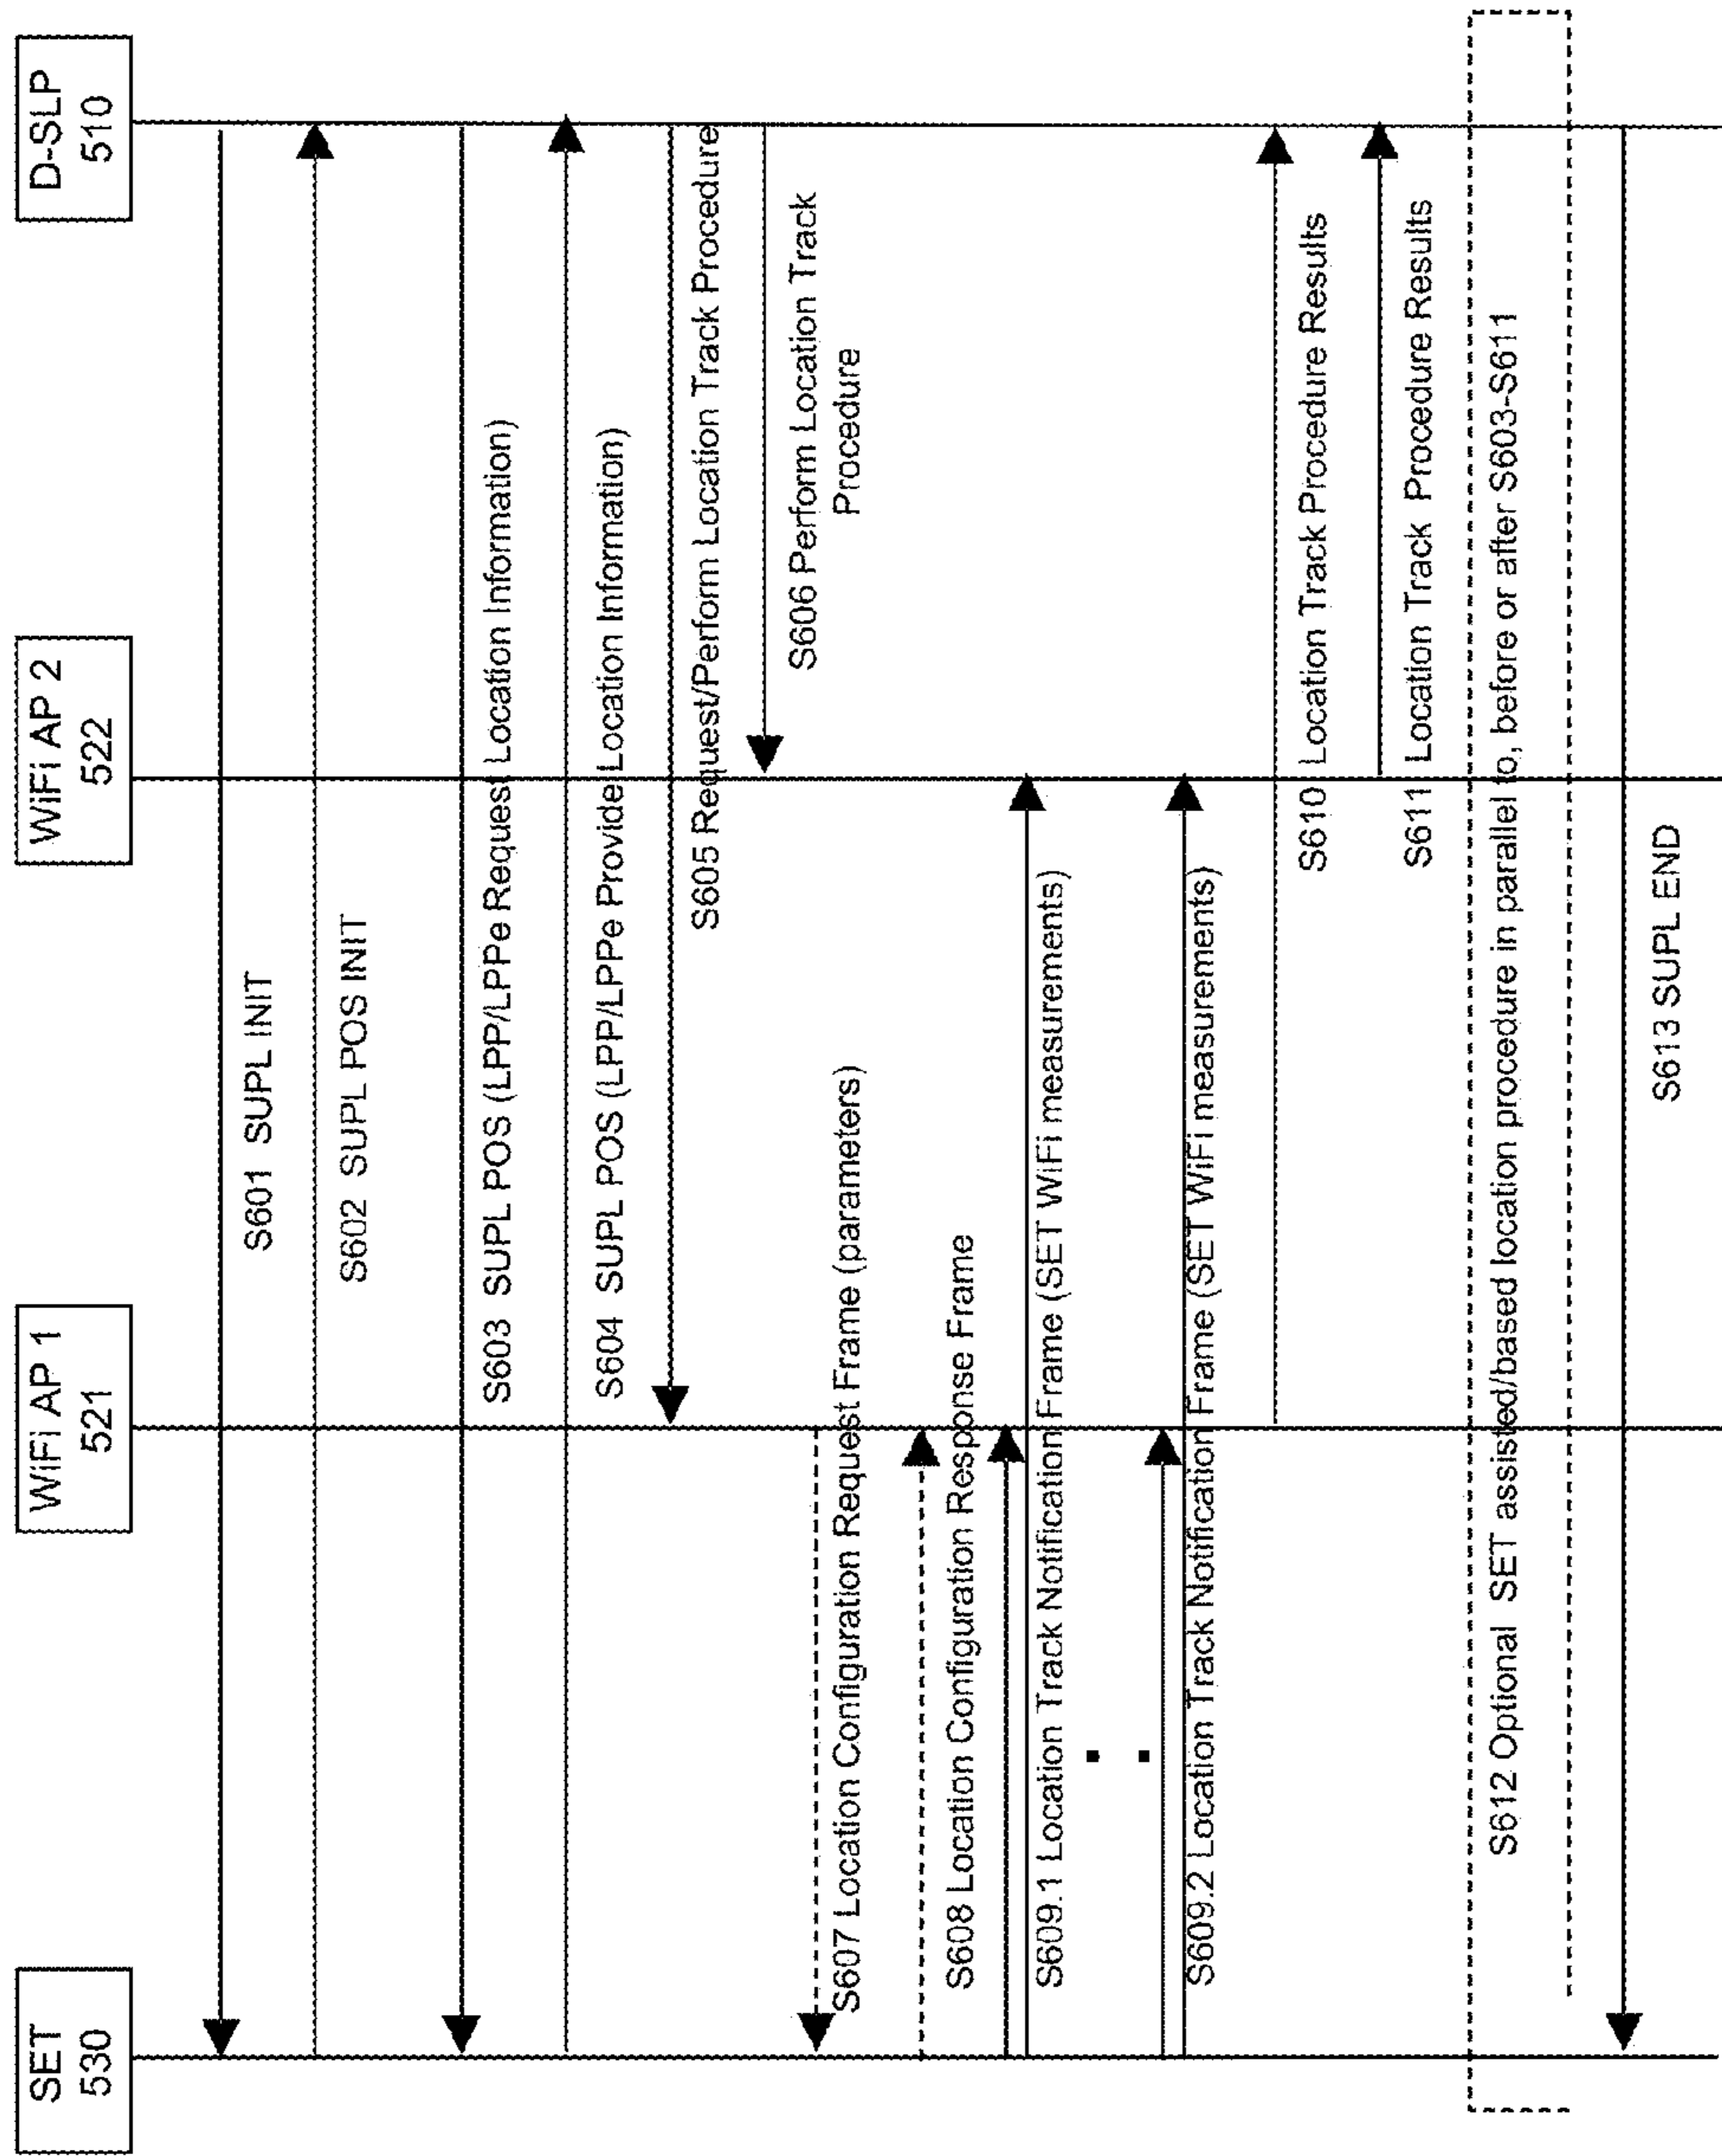 SET
530
WiFi AP 1
521
WiFi AP 2
522
D-SLP
510
S601 SUPL INIT
S602 SUPL POS INIT
S603 SUPL POS (LPP/LPPe Request Location Information)
S604 SUPL POS (LPP/LPPe Provide Location Information)
S605 Request/Perform Location Track Procedure
S606 Perform Location Track
Procedure
S607 Location Configuration Request Frame (parameters)
S608 Location Configuration Response Frame
S609.1 Location Track Notification Frame (SET WiFi measurements)
S609.2 Location Track Notification Frame (SET WiFi measurements)
S610 Location Track Procedure Results
S611 Location Track Procedure Results
S612 Optional SET assisted/based location procedure in parallel to, before or after S603-S611
S613 SUPL END